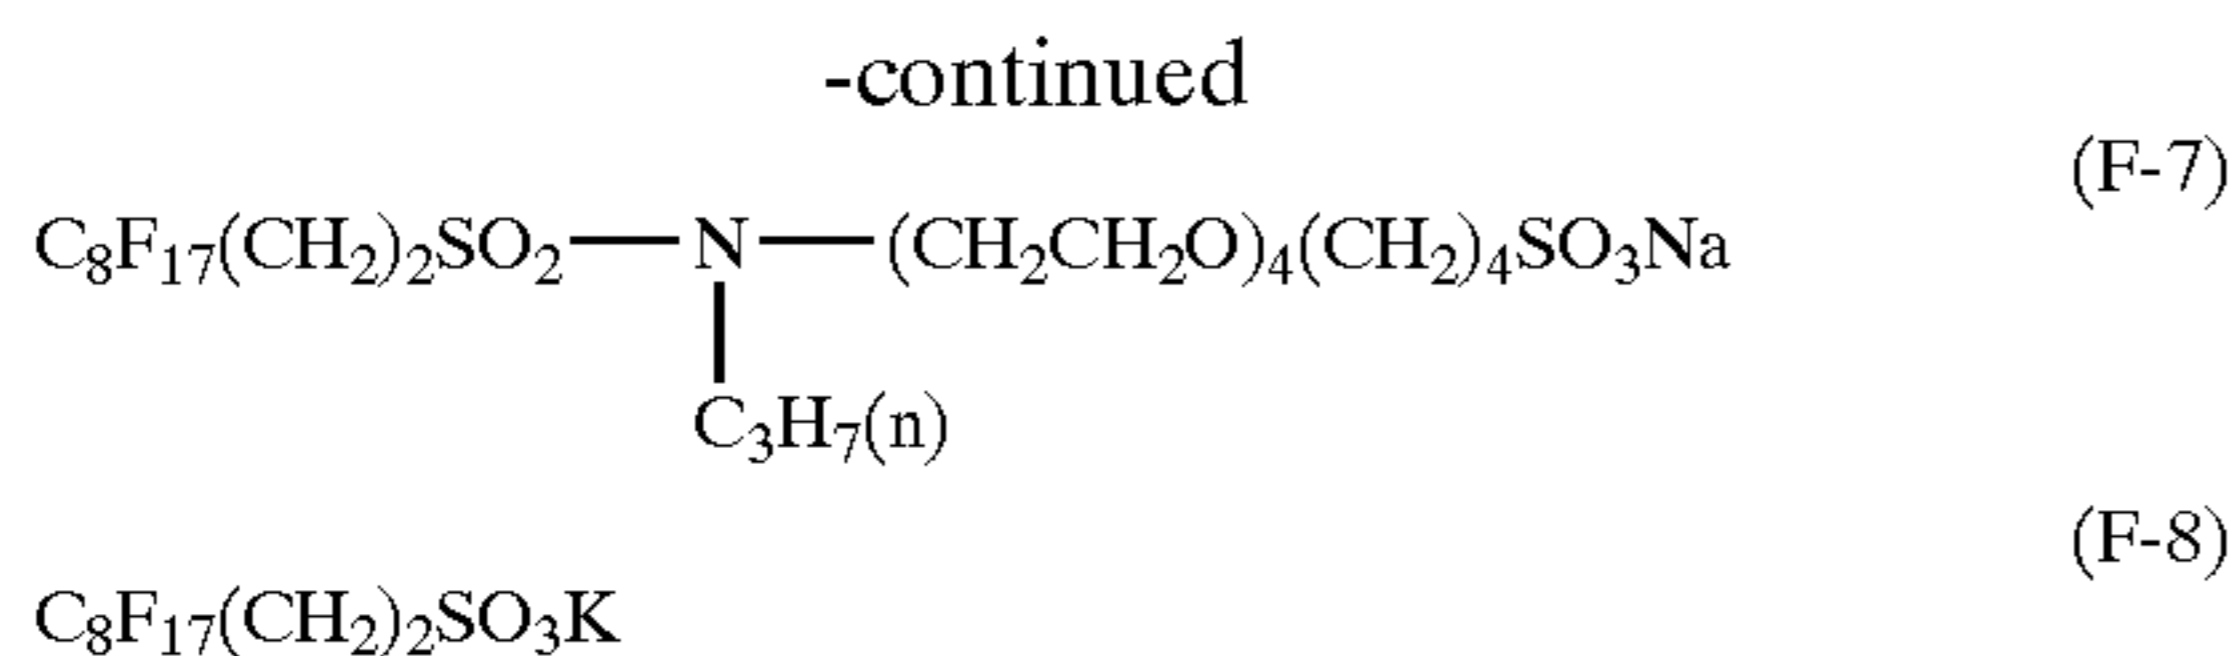 -continued
(F-7)
C₈F₁₇(CH₂)₂SO₂—N—(CH₂CH₂O)₄(CH₂)₄SO₃Na
C₃H₇(n)
(F-8)
C₈F₁₇(CH₂)₂SO₃K